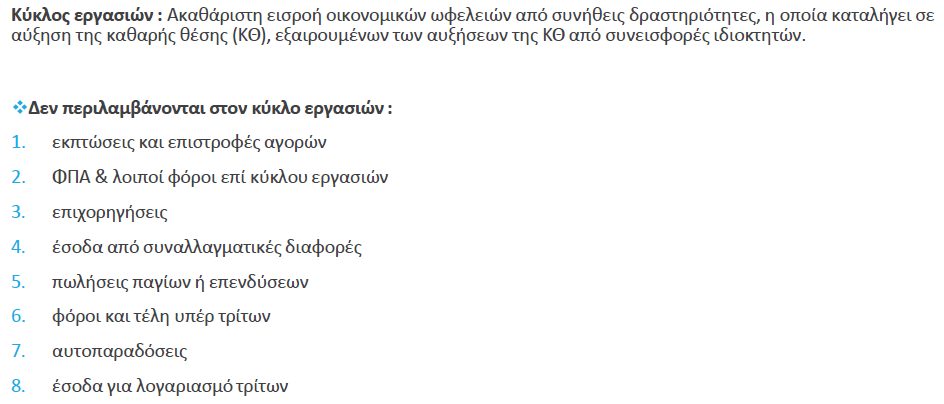 Κύκλος εργασιών : Ακαθάριστη εισροή οικονομικών ωφελειών από συνήθεις δραστηριότητες, η οποία καταλήγει σε
αύξηση της καθαρής θέσης (ΚΘ), εξαιρουμένων των αυξήσεων της ΚΘ από συνεισφορές ιδιοκτητών.
❖Δεν περιλαμβάνονται στον κύκλο εργασιών :
1. εκπτώσεις και επιστροφές αγορών
2. ΦΠΑ & λοιποί φόροι επί κύκλου εργασιών
3. επιχορηγήσεις
4. έσοδα από συναλλαγματικές διαφορές
5. πωλήσεις παγίων ή επενδύσεων
6. φόροι και τέλη υπέρ τρίτων
7. αυτοπαραδόσεις
8. έσοδα για λογαριασμό τρίτων